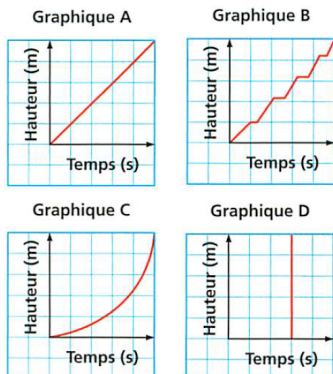 Graphique A
Hauteur (m)
Temps (s)
Graphique B
Hauteur (m)
Temps (s)
Graphique C
Hauteur (m)
Temps (s)
Graphique D
Hauteur (m)
Temps (s)